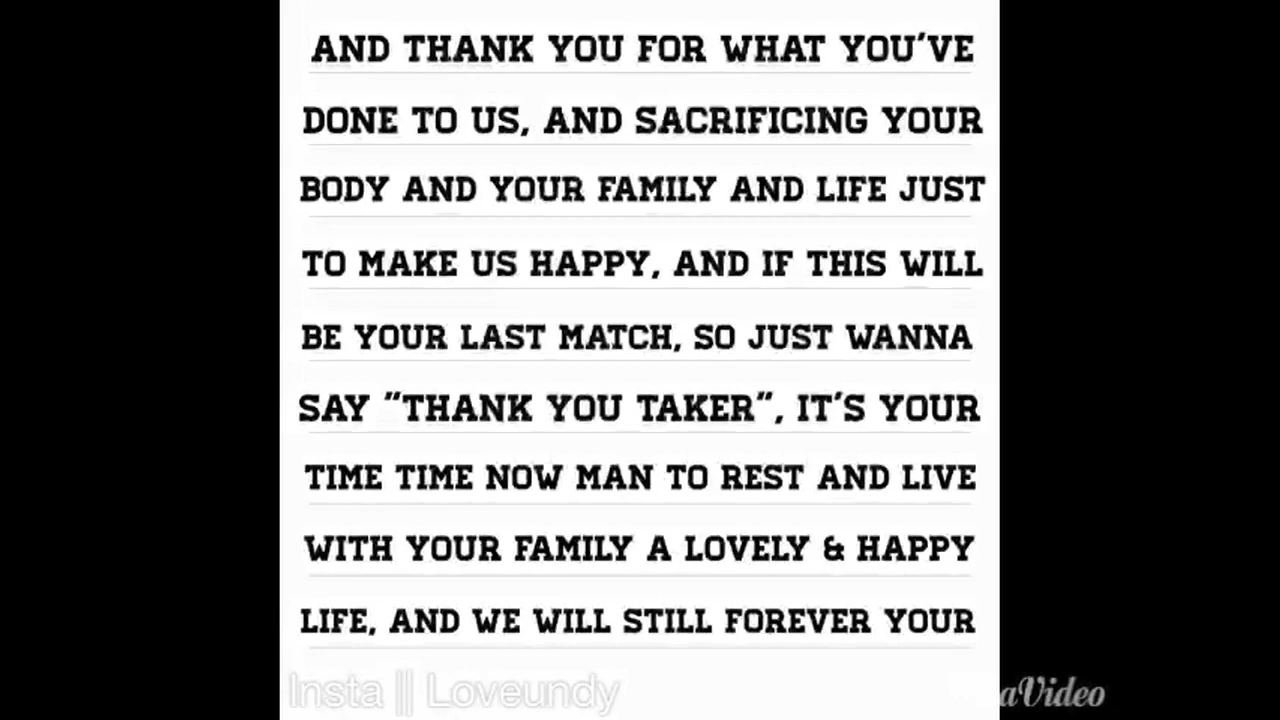 AND THANK YOU FOR WHAT YOU'VE
DONE TO US, AND SACRIFICING YOUR
BODY AND YOUR FAMILY AND LIFE JUST
TO MAKE US HAPPY, AND IF THIS WILL
BE YOUR LAST MATCH, SO JUST WANNA
SAY "THANK YOU TAKER", IT'S YOUR
TIME TIME NOW MAN TO REST AND LIVE
WITH YOUR FAMILY A LOVELY & HAPPY
LIFE, AND WE WILL STILL FOREVER YOUR
Insta || Loveundy
aVideo